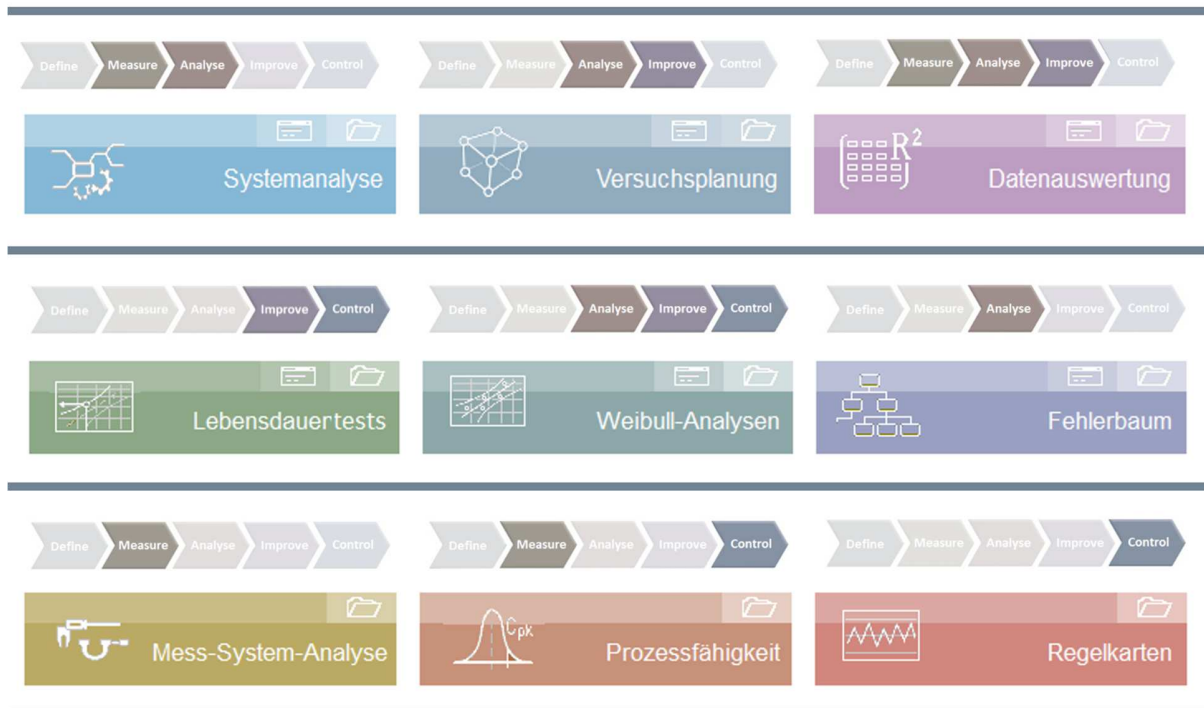 Define Measure Analyse Improve Control
Define Measure Analyse Improve Control
Define Measure Analyse Improve Control
Systemanalyse
Versuchsplanung
R²
Datenauswertung
Define Measure Analyse Improve Control
Define Measure Analyse Improve Control
Define Measure Analyse Improve Control
Lebensdauertests
Weibull-Analysen
Fehlerbaum
Define Measure Analyse Improve Control
Define Measure Analyse Improve Control
Define Measure Analyse Improve Control
Mess-System-Analyse
Cpk
Prozessfähigkeit
Regelkarten